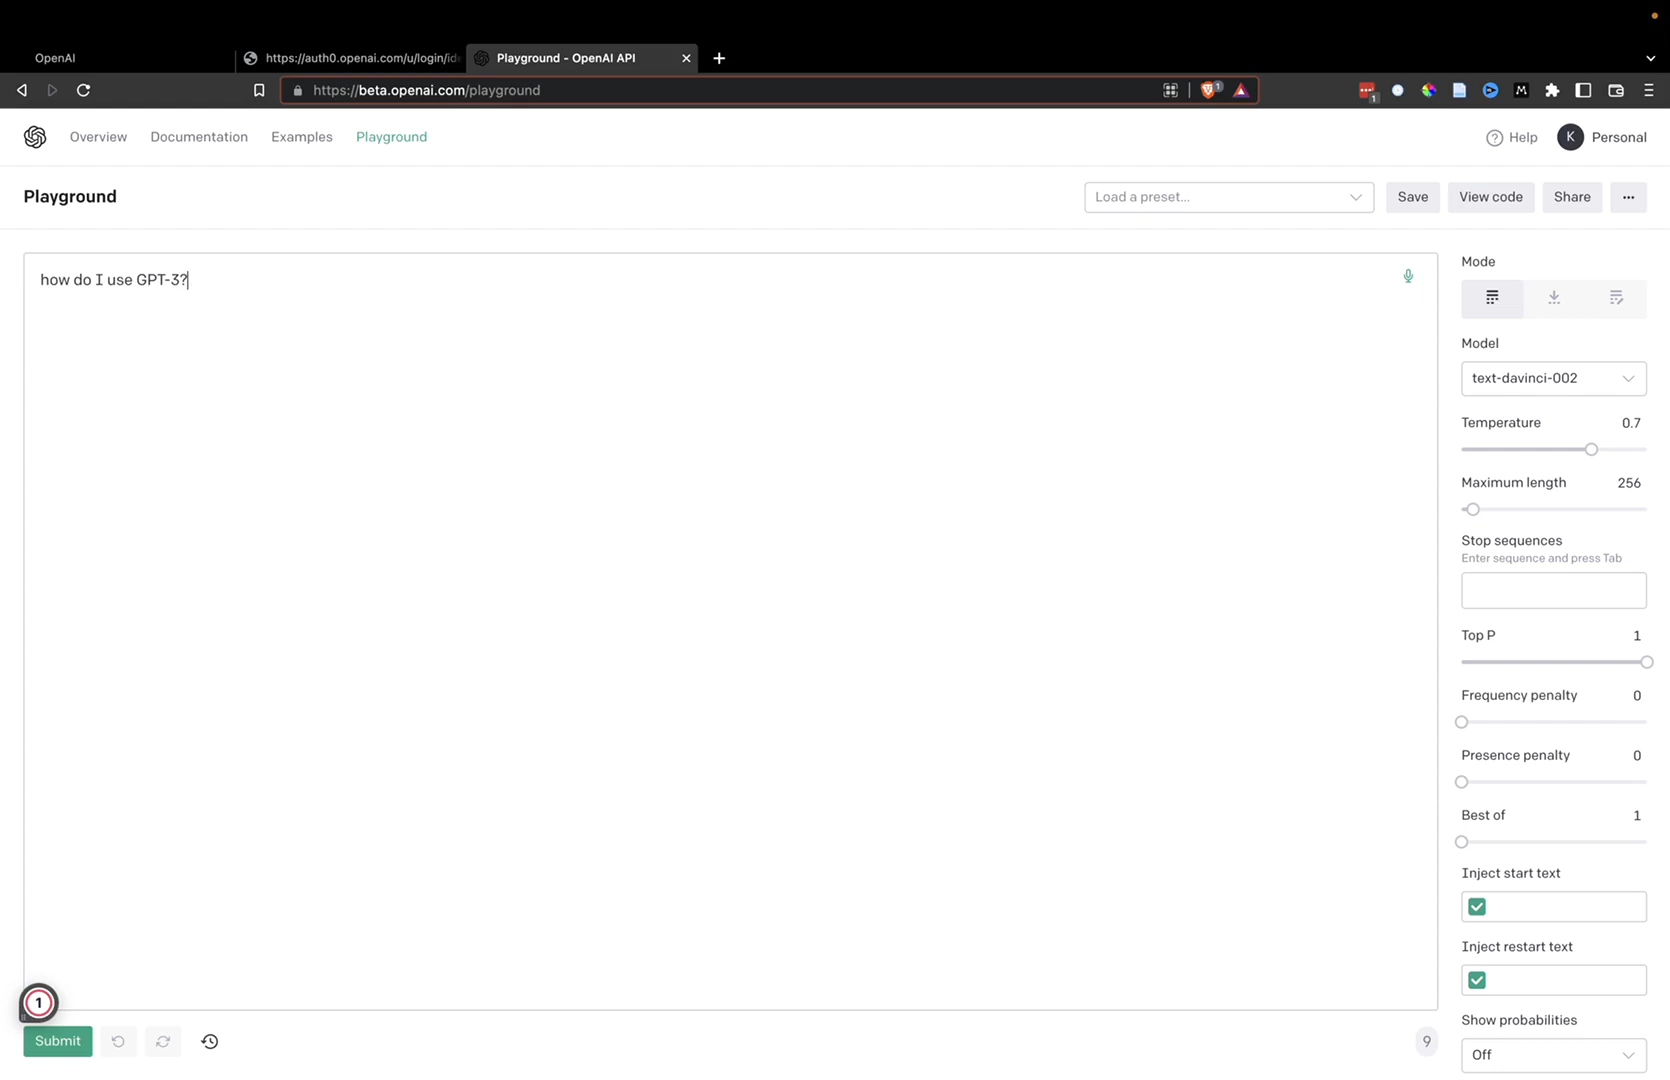 OpenAI
https://auth0.openai.com/u/login/ide
Playground - OpenAI API
https://beta.openai.com/playground
1
1
M
Overview
Documentation
Examples
Playground
Help
K
Personal
Playground
Load a preset...
Save
View code
Share
...
how do I use GPT-3?
Mode
Model
text-davinci-002
Temperature 0.7
Maximum length 256
Stop sequences
Enter sequence and press Tab
Top P 1
Frequency penalty 0
Presence penalty 0
Best of 1
Inject start text
Inject restart text
Show probabilities
Off
1
Submit
9